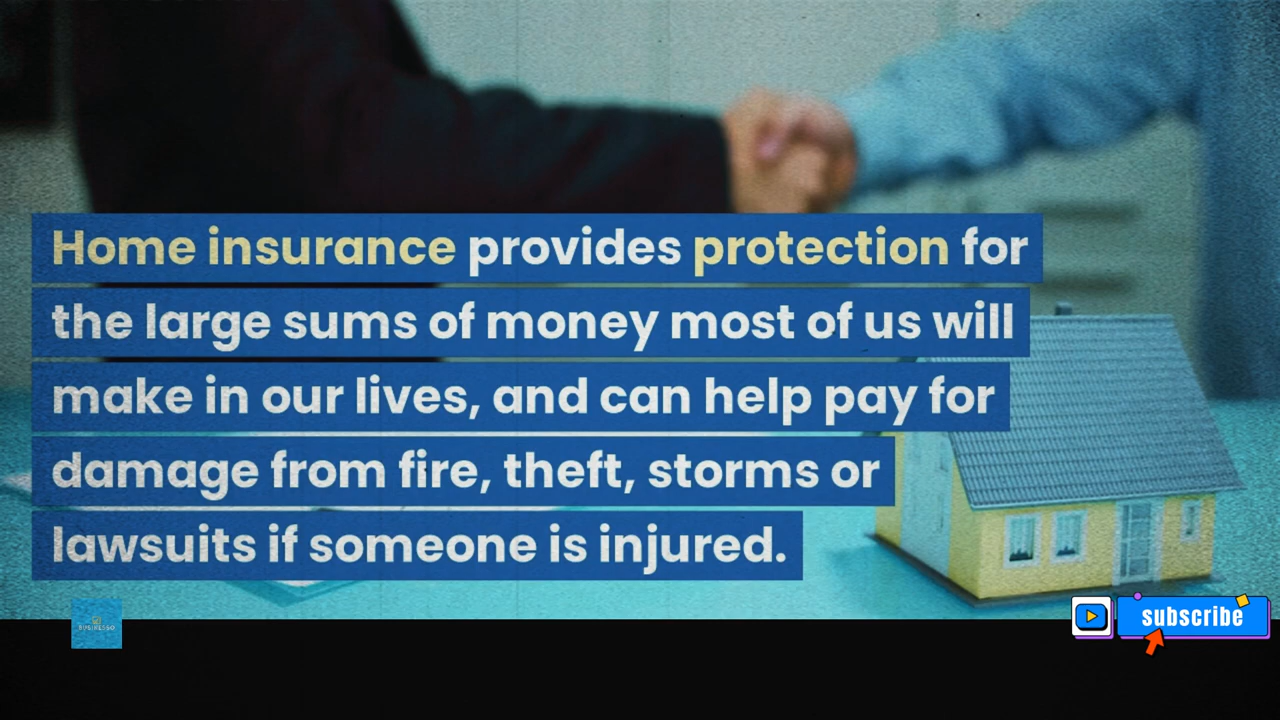 Home insurance provides protection for
the large sums of money most of us will
make in our lives, and can help pay for
damage from fire, theft, storms or
lawsuits if someone is injured.
BUSINESSO
subscribe